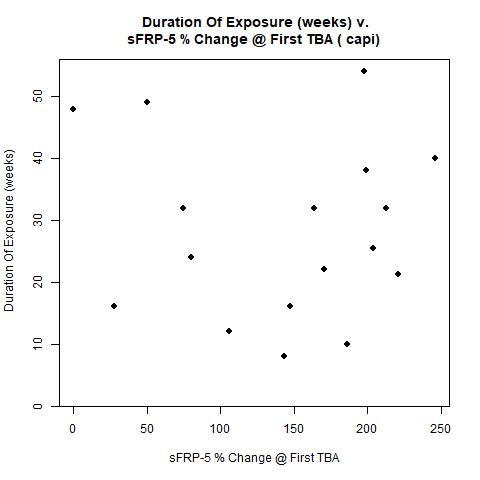 Duration Of Exposure (weeks) v.
sFRP-5 % Change @ First TBA ( capi)
Duration Of Exposure (weeks)
50
40
30
20
10
0
0 50 100 150 200 250
sFRP-5 % Change @ First TBA